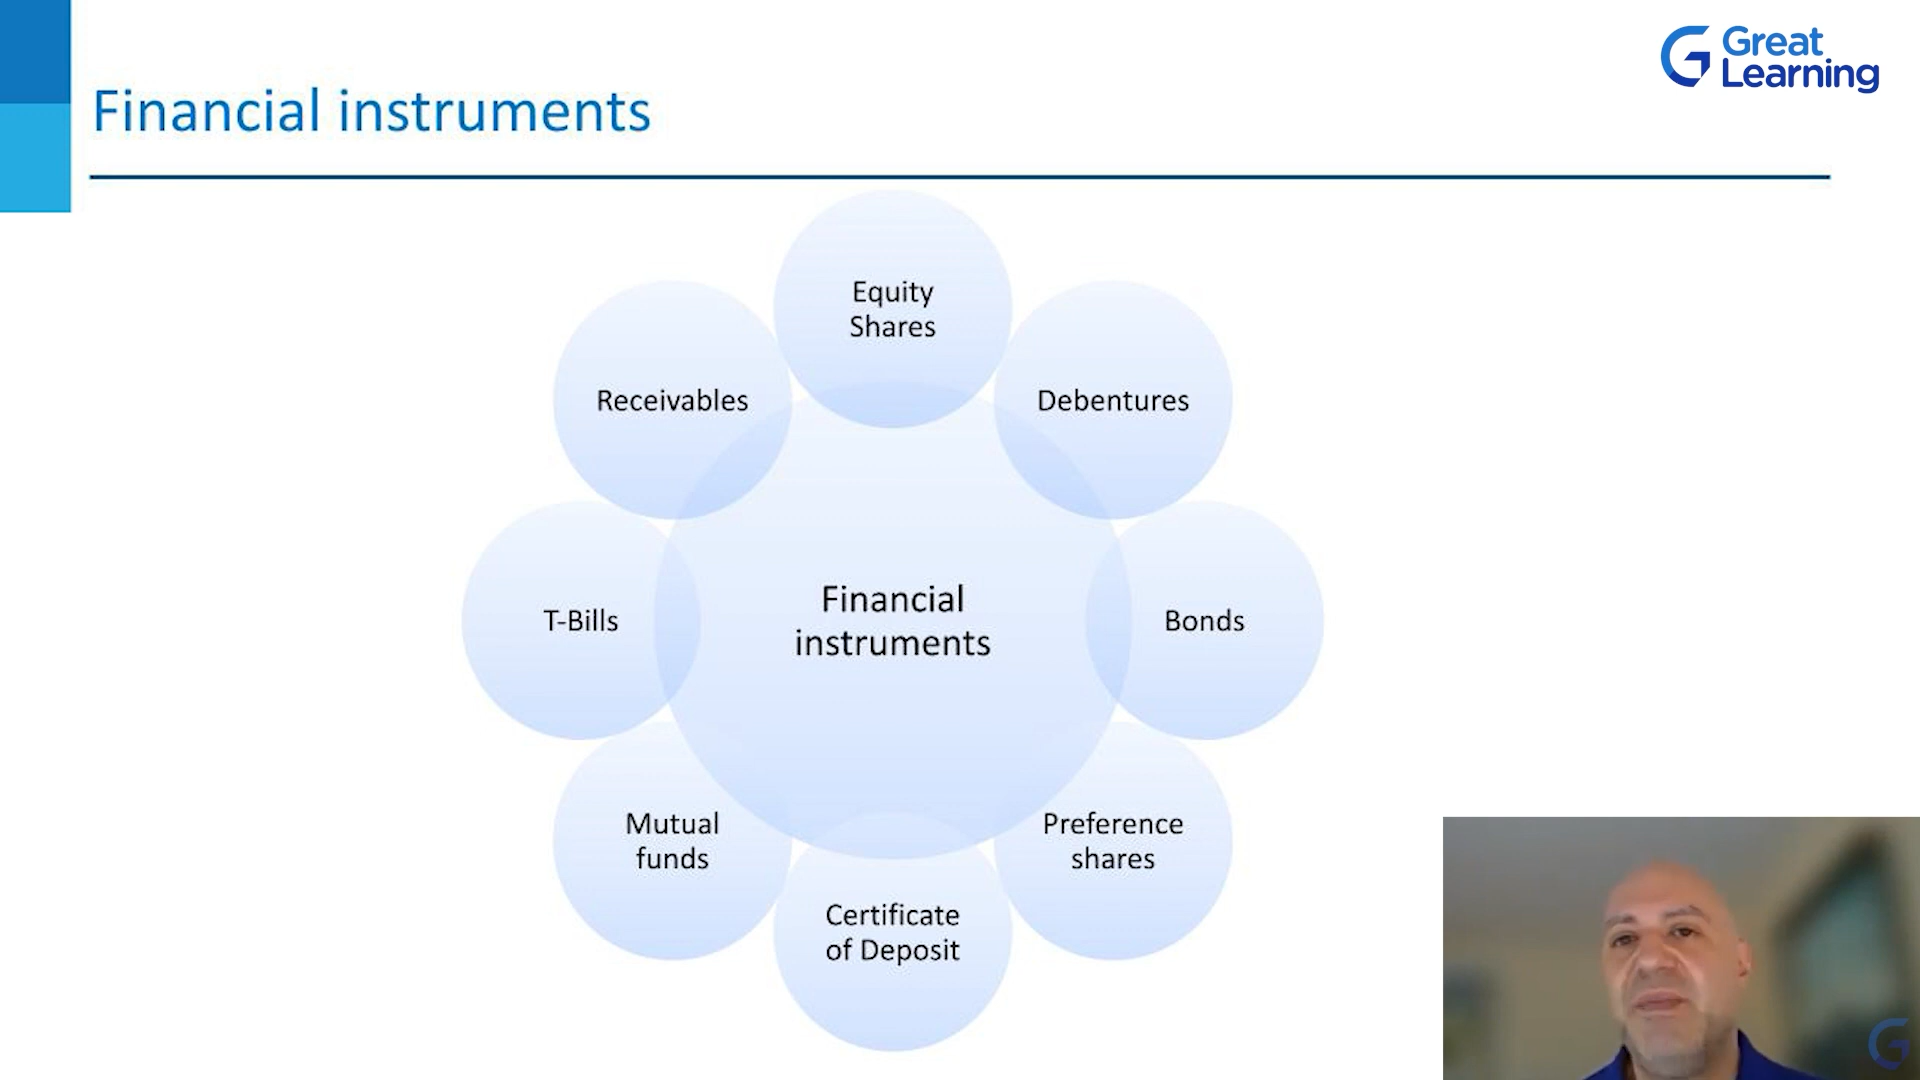 Great
Learning
Financial instruments
Equity
Shares
Receivables
Debentures
Financial
instruments
T-Bills
Bonds
Mutual
funds
Preference
shares
Certificate
of Deposit